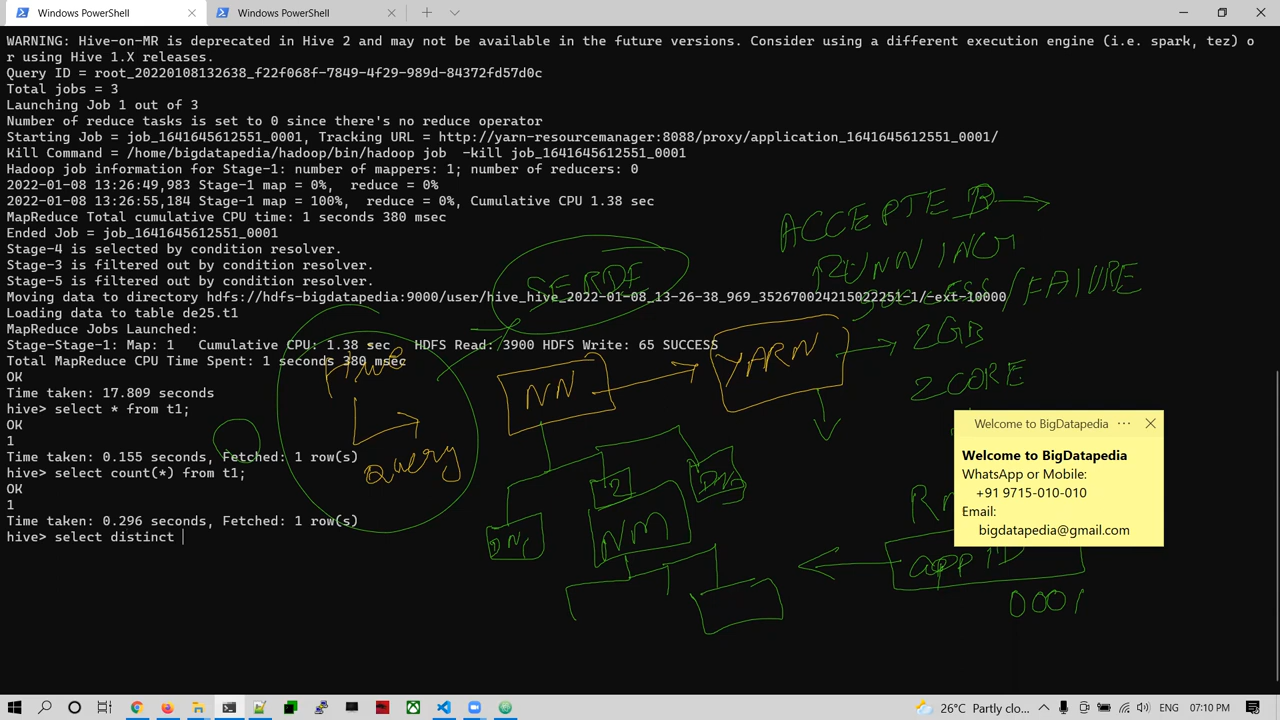 Windows PowerShell
Windows PowerShell
WARNING: Hive-on-MR is deprecated in Hive 2 and may not be available in the future versions. Consider using a different execution engine (i.e. spark, tez) o
r using Hive 1.X releases.
Query ID = root_20220108132638_f22f068f-7849-4f29-989d-84372fd57d0c
Total jobs = 3
Launching Job 1 out of 3
Number of reduce tasks is set to 0 since there's no reduce operator
Starting Job = job_1641645612551_0001, Tracking URL = http://yarn-resourcemanager:8088/proxy/application_1641645612551_0001/
Kill Command = /home/bigdatapedia/hadoop/bin/hadoop job  -kill job_1641645612551_0001
Hadoop job information for Stage-1: number of mappers: 1; number of reducers: 0
2022-01-08 13:26:49,983 Stage-1 map = 0%,  reduce = 0%
2022-01-08 13:26:55,184 Stage-1 map = 100%,  reduce = 0%, Cumulative CPU 1.38 sec
MapReduce Total cumulative CPU time: 1 seconds 380 msec
Ended Job = job_1641645612551_0001
Stage-4 is selected by condition resolver.
Stage-3 is filtered out by condition resolver.
Stage-5 is filtered out by condition resolver.
Moving data to directory hdfs://hdfs-bigdatapedia:9000/user/hive_hive_2022-01-08_13-26-38_969_3526700242150222251-1/-ext-10000
Loading data to table de25.t1
MapReduce Jobs Launched:
Stage-Stage-1: Map: 1   Cumulative CPU: 1.38 sec   HDFS Read: 3900 HDFS Write: 65 SUCCESS
Total MapReduce CPU Time Spent: 1 seconds 380 msec
OK
Time taken: 17.809 seconds
hive> select * from t1;
OK
1
Time taken: 0.155 seconds, Fetched: 1 row(s)
hive> select count(*) from t1;
OK
1
Time taken: 0.296 seconds, Fetched: 1 row(s)
hive> select distinct
ACCEPTED
RUNNING
SUCCESS/FAILURE
SERDE
2GB
2CORE
Hive
query
NN
YARN
DN1
2
NM
app ID
0001
Welcome to BigDatapedia
Welcome to BigDatapedia
WhatsApp or Mobile:
+91 9715-010-010
Email:
bigdatapedia@gmail.com
26°C Partly clo...
ENG
07:10 PM